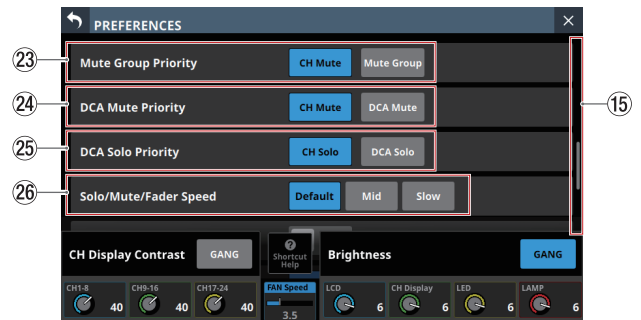 PREFERENCES
㉓ Mute Group Priority CH Mute Mute Group
㉔ DCA Mute Priority CH Mute DCA Mute
⑮
㉕ DCA Solo Priority CH Solo DCA Solo
㉖ Solo/Mute/Fader Speed Default Mid Slow
CH Display Contrast GANG ? Shortcut Help Brightness GANG
CH1-8 CH9-16 CH17-24 FAN Speed LCD CH Display LED LAMP
40 40 40 3.5 6 6 6 6